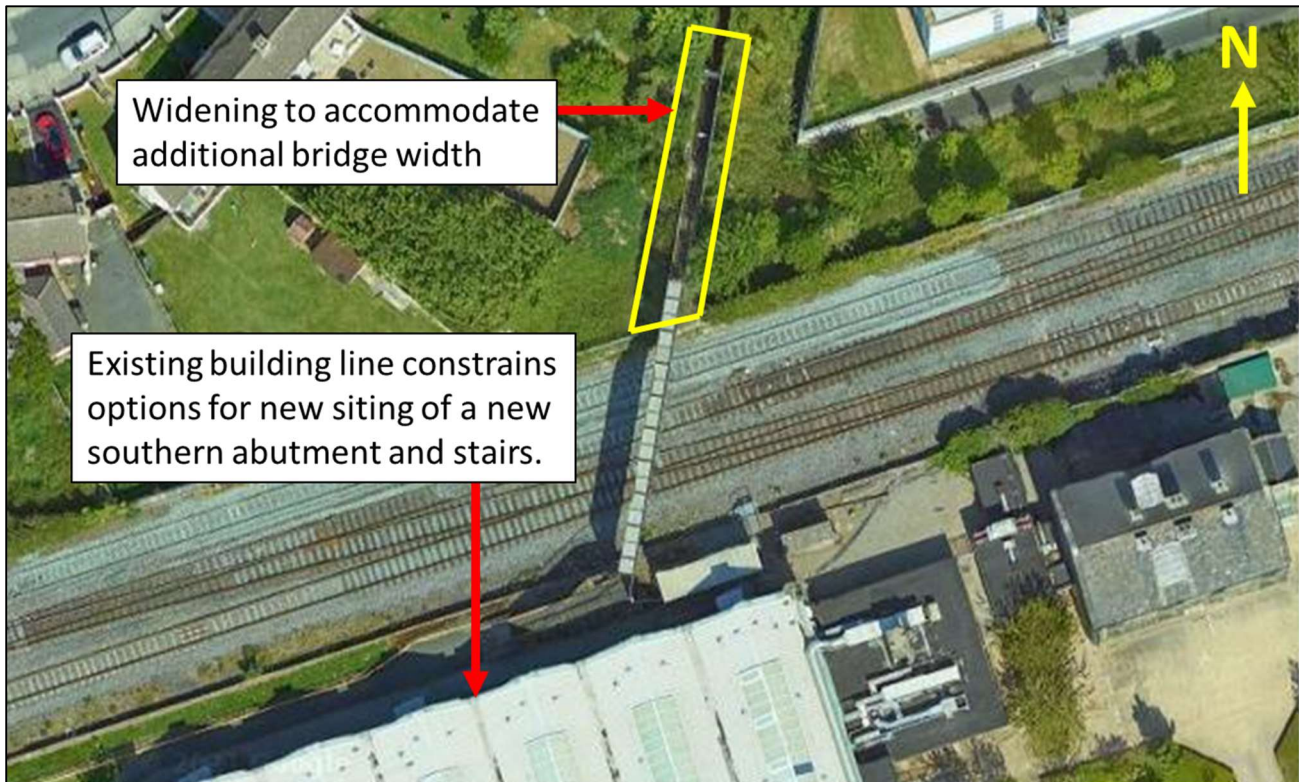 Widening to accommodate
additional bridge width
N
Existing building line constrains
options for new siting of a new
southern abutment and stairs.